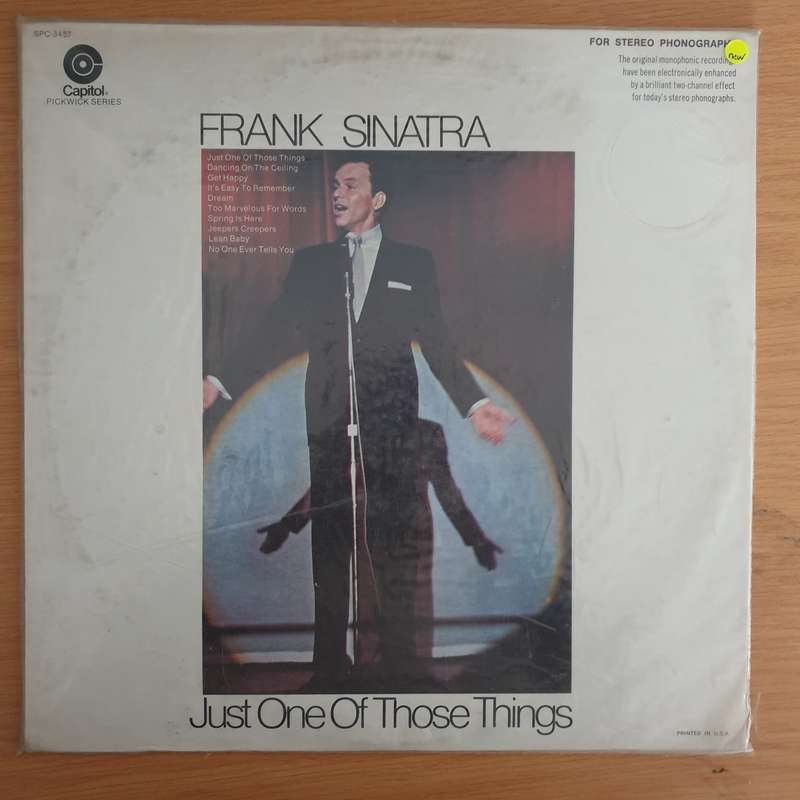 SPC-3457
Capitol®
PICKWICK SERIES
FOR STEREO PHONOGRAPH
new
The original monophonic recording
have been electronically enhanced
by a brilliant two-channel effect
for today's stereo phonographs.
FRANK SINATRA
Just One Of Those Things
Dancing On The Ceiling
Get Happy
It's Easy To Remember
Dream
Too Marvelous For Words
Spring Is Here
Jeepers Creepers
Lean Baby
No One Ever Tells You
Just One Of Those Things
PRINTED IN U.S.A.